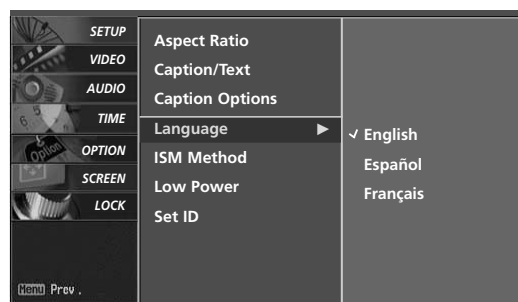 SETUP
VIDEO
AUDIO
TIME
OPTION
SCREEN
LOCK
Menu Prev .
Aspect Ratio
Caption/Text
Caption Options
Language ►
ISM Method
Low Power
Set ID
✓ English
Español
Français